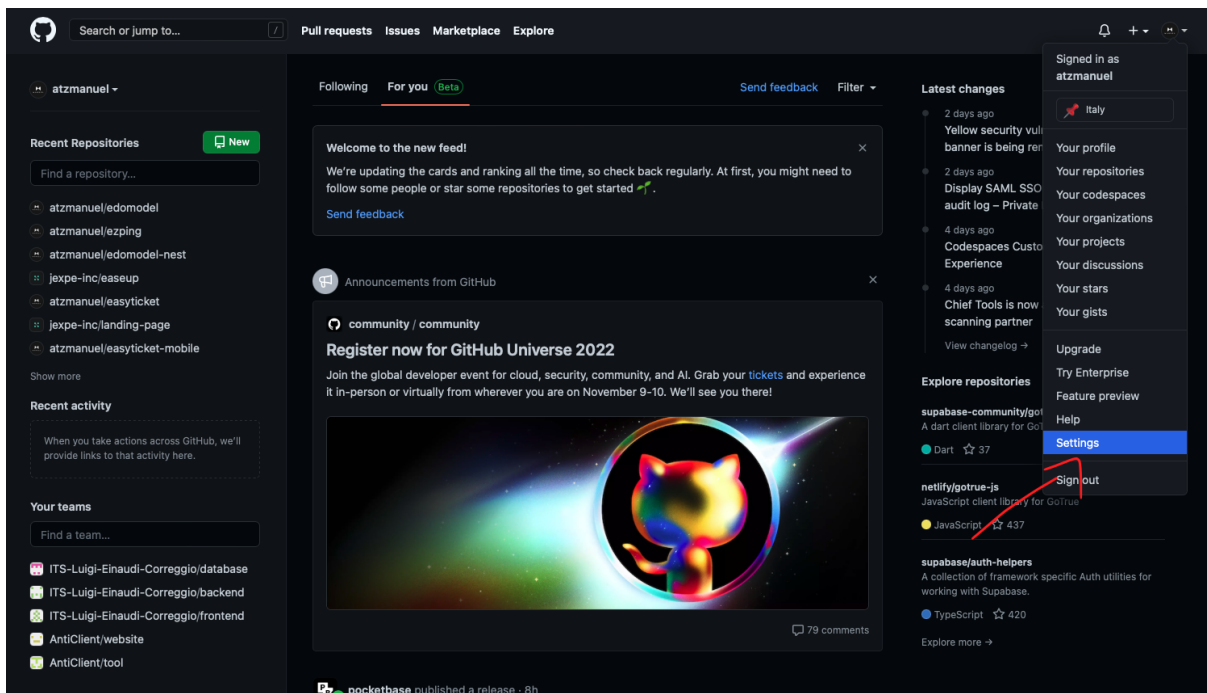 Search or jump to...
/
Pull requests Issues Marketplace Explore
atzmanuel
Recent Repositories
New
Find a repository...
atzmanuel/edomodel
atzmanuel/ezping
atzmanuel/edomodel-nest
jexpe-inc/easeup
atzmanuel/easyticket
jexpe-inc/landing-page
atzmanuel/easyticket-mobile
Show more
Recent activity
When you take actions across GitHub, we'll
provide links to that activity here.
Your teams
Find a team...
ITS-Luigi-Einaudi-Correggio/database
ITS-Luigi-Einaudi-Correggio/backend
ITS-Luigi-Einaudi-Correggio/frontend
AntiClient/website
AntiClient/tool
Following For you Beta
Send feedback Filter
Welcome to the new feed!
We're updating the cards and ranking all the time, so check back regularly. At first, you might need to
follow some people or star some repositories to get started 🌱.
Send feedback
Announcements from GitHub
community / community
Register now for GitHub Universe 2022
Join the global developer event for cloud, security, community, and AI. Grab your tickets and experience
it in-person or virtually from wherever you are on November 9-10. We'll see you there!
79 comments
pocketbase published a release · 8h
Latest changes
2 days ago
Yellow security
banner is being
2 days ago
Display SAML SSO
audit log – Private
4 days ago
Codespaces
Experience
4 days ago
Chief Tools is now
scanning partner
View changelog →
Explore repositories
A dart client library for
Dart 37
netlify/gotrue-js
JavaScript client library for GoTrue
JavaScript 437
supabase/auth-helpers
A collection of framework specific Auth utilities for
working with Supabase.
TypeScript 420
Explore more →
Signed in as
atzmanuel
Italy
Your profile
Your repositories
Your codespaces
Your organizations
Your projects
Your discussions
Your stars
Your gists
Upgrade
Try Enterprise
Feature preview
Help
Settings
Sign out